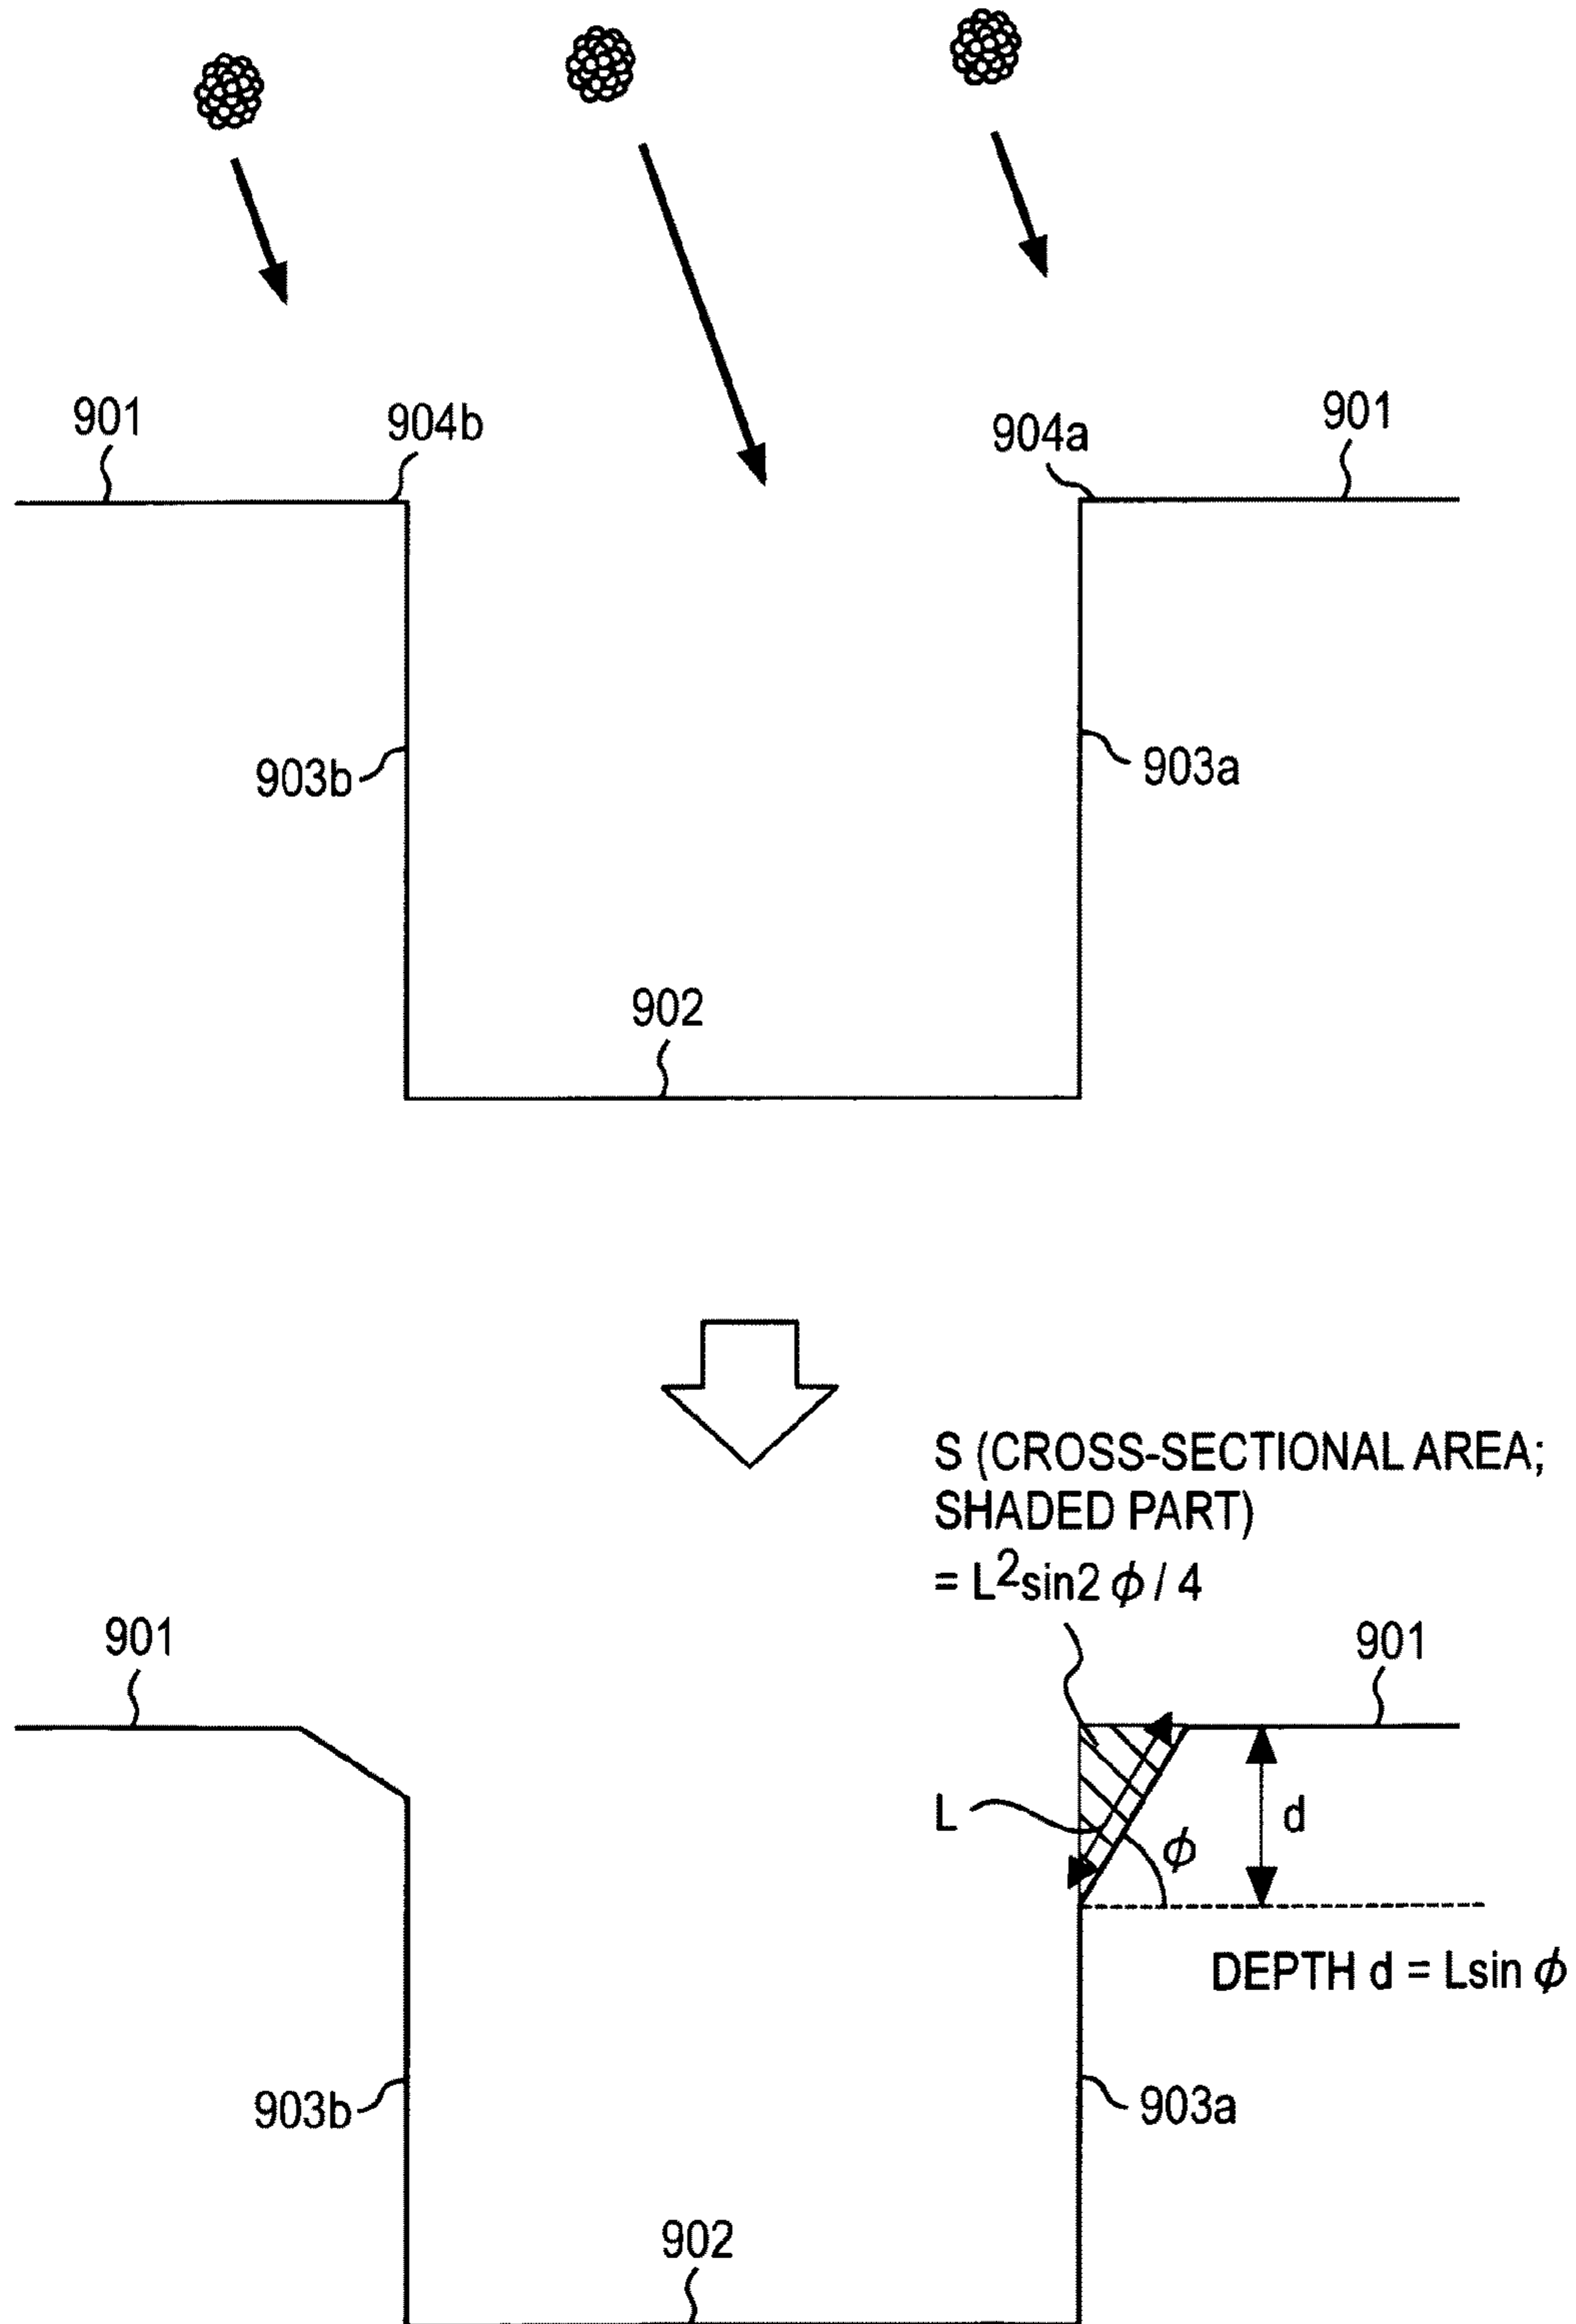 901
904b
904a
901
903b
903a
902
S (CROSS-SECTIONAL AREA;
SHADED PART)
= L²sin2 ϕ / 4
901
901
L
ϕ
d
DEPTH d = Lsin ϕ
903b
903a
902